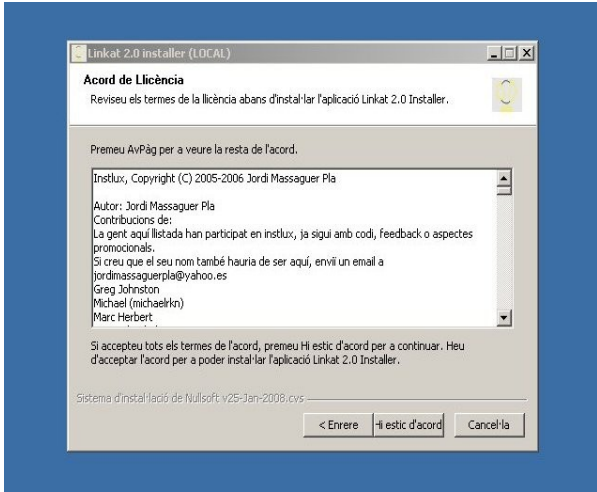 Linkat 2.0 installer (LOCAL)
Acord de Llicència
Reviseu els termes de la llicència abans d'instal·lar l'aplicació Linkat 2.0 Installer.
Premeu AvPàg per a veure la resta de l'acord.
Instlux, Copyright (C) 2005-2006 Jordi Massaguer Pla
Autor: Jordi Massaguer Pla
Contribucions de:
La gent aquí llistada han participat en instlux, ja sigui amb codi, feedback o aspectes
promocionals.
Si creu que el seu nom també hauria de ser aquí, envïi un email a
jordimassaguerpla@yahoo.es
Greg Johnston
Michael (michaelrkn)
Marc Herbert
Si accepteu tots els termes de l'acord, premeu Hi estic d'acord per a continuar. Heu
d'acceptar l'acord per a poder instal·lar l'aplicació Linkat 2.0 Installer.
Sistema d'instal·lació de Nullsoft v25-Jan-2008.cvs
< Enrere Hi estic d'acord Cancel·la